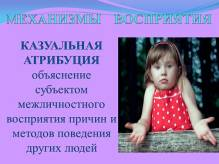 МЕХАНИЗМЫ ВОСПРИЯТИЯ
КАЗУАЛЬНАЯ
АТРИБУЦИЯ
объяснение
субъектом
межличностного
восприятия причин и
методов поведения
других людей